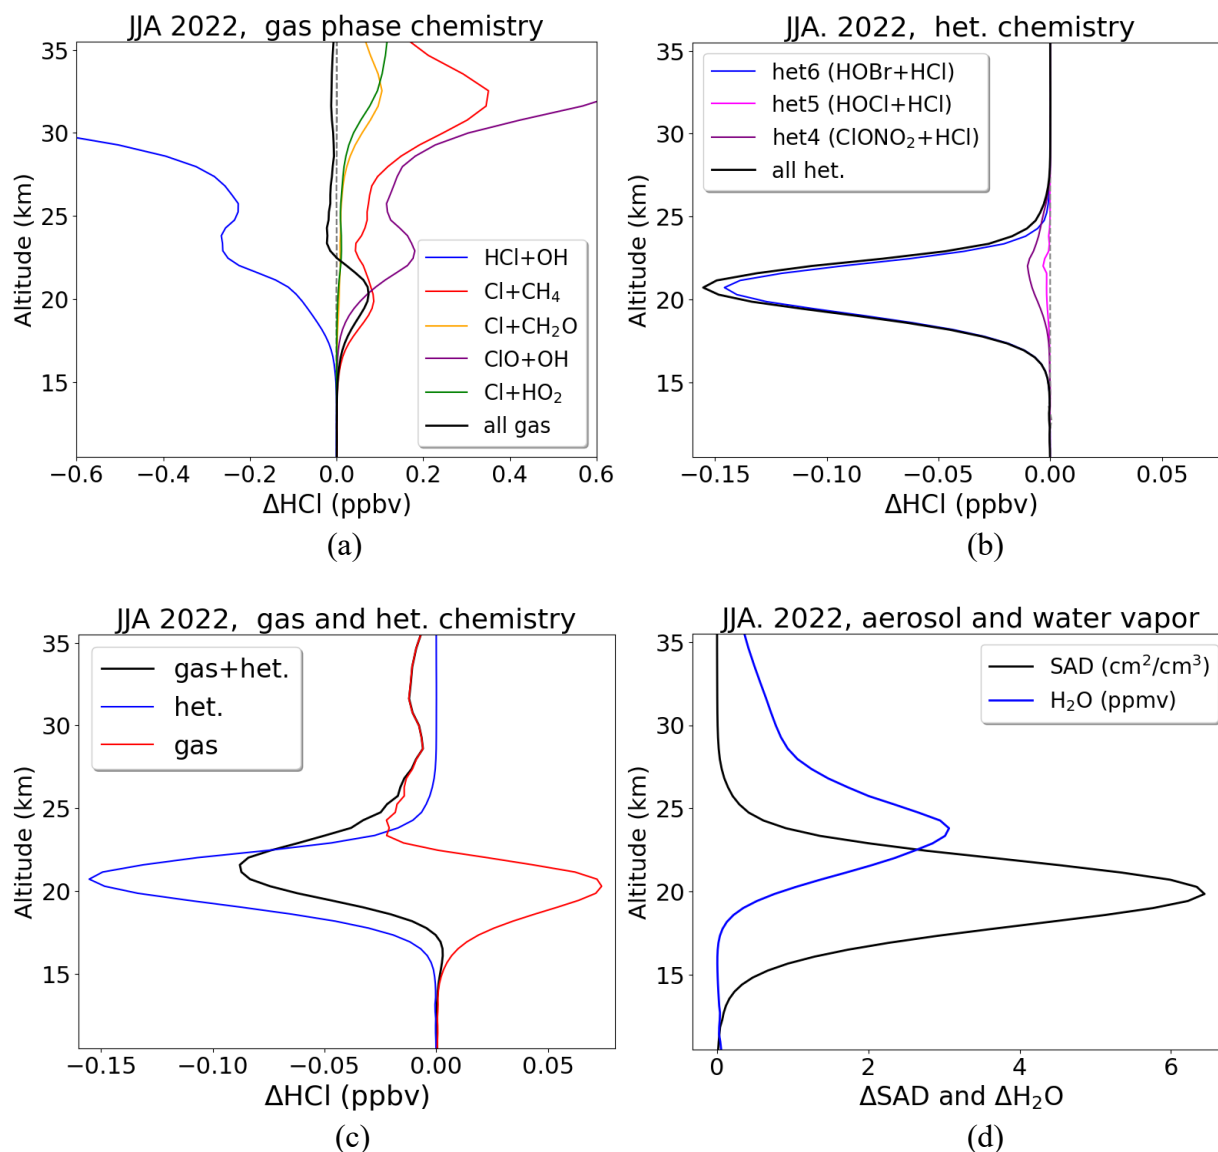 JJA 2022,  gas phase chemistry
35
30
25
20
15
Altitude (km)
HCl+OH
Cl+CH₄
Cl+CH₂O
ClO+OH
Cl+HO₂
all gas
−0.6 −0.4 −0.2 0.0 0.2 0.4 0.6
ΔHCl (ppbv)
(a)
JJA. 2022,  het. chemistry
35
30
25
20
15
Altitude (km)
het6 (HOBr+HCl)
het5 (HOCl+HCl)
het4 (ClONO₂+HCl)
all het.
−0.15 −0.10 −0.05 0.00 0.05
ΔHCl (ppbv)
(b)
JJA 2022,  gas and het. chemistry
35
30
25
20
15
Altitude (km)
gas+het.
het.
gas
−0.15 −0.10 −0.05 0.00 0.05
ΔHCl (ppbv)
(c)
JJA. 2022, aerosol and water vapor
35
30
25
20
15
Altitude (km)
SAD (cm²/cm³)
H₂O (ppmv)
0 2 4 6
ΔSAD and ΔH₂O
(d)